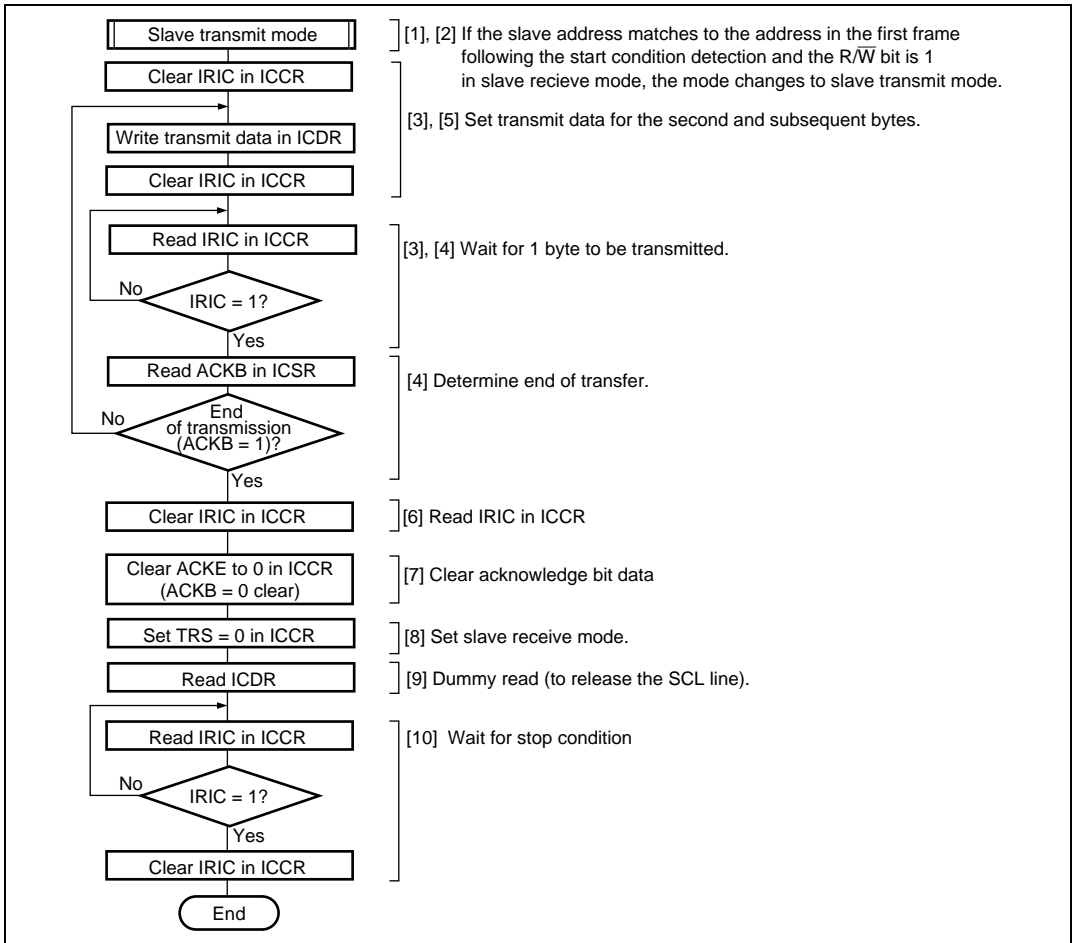 Slave transmit mode
[1], [2] If the slave address matches to the address in the first frame
following the start condition detection and the R/W̅ bit is 1
in slave recieve mode, the mode changes to slave transmit mode.
Clear IRIC in ICCR
[3], [5] Set transmit data for the second and subsequent bytes.
Write transmit data in ICDR
Clear IRIC in ICCR
Read IRIC in ICCR
[3], [4] Wait for 1 byte to be transmitted.
No
IRIC = 1?
Yes
Read ACKB in ICSR
[4] Determine end of transfer.
No
End
of transmission
(ACKB = 1)?
Yes
Clear IRIC in ICCR
[6] Read IRIC in ICCR
Clear ACKE to 0 in ICCR
(ACKB = 0 clear)
[7] Clear acknowledge bit data
Set TRS = 0 in ICCR
[8] Set slave receive mode.
Read ICDR
[9] Dummy read (to release the SCL line).
Read IRIC in ICCR
[10] Wait for stop condition
No
IRIC = 1?
Yes
Clear IRIC in ICCR
End